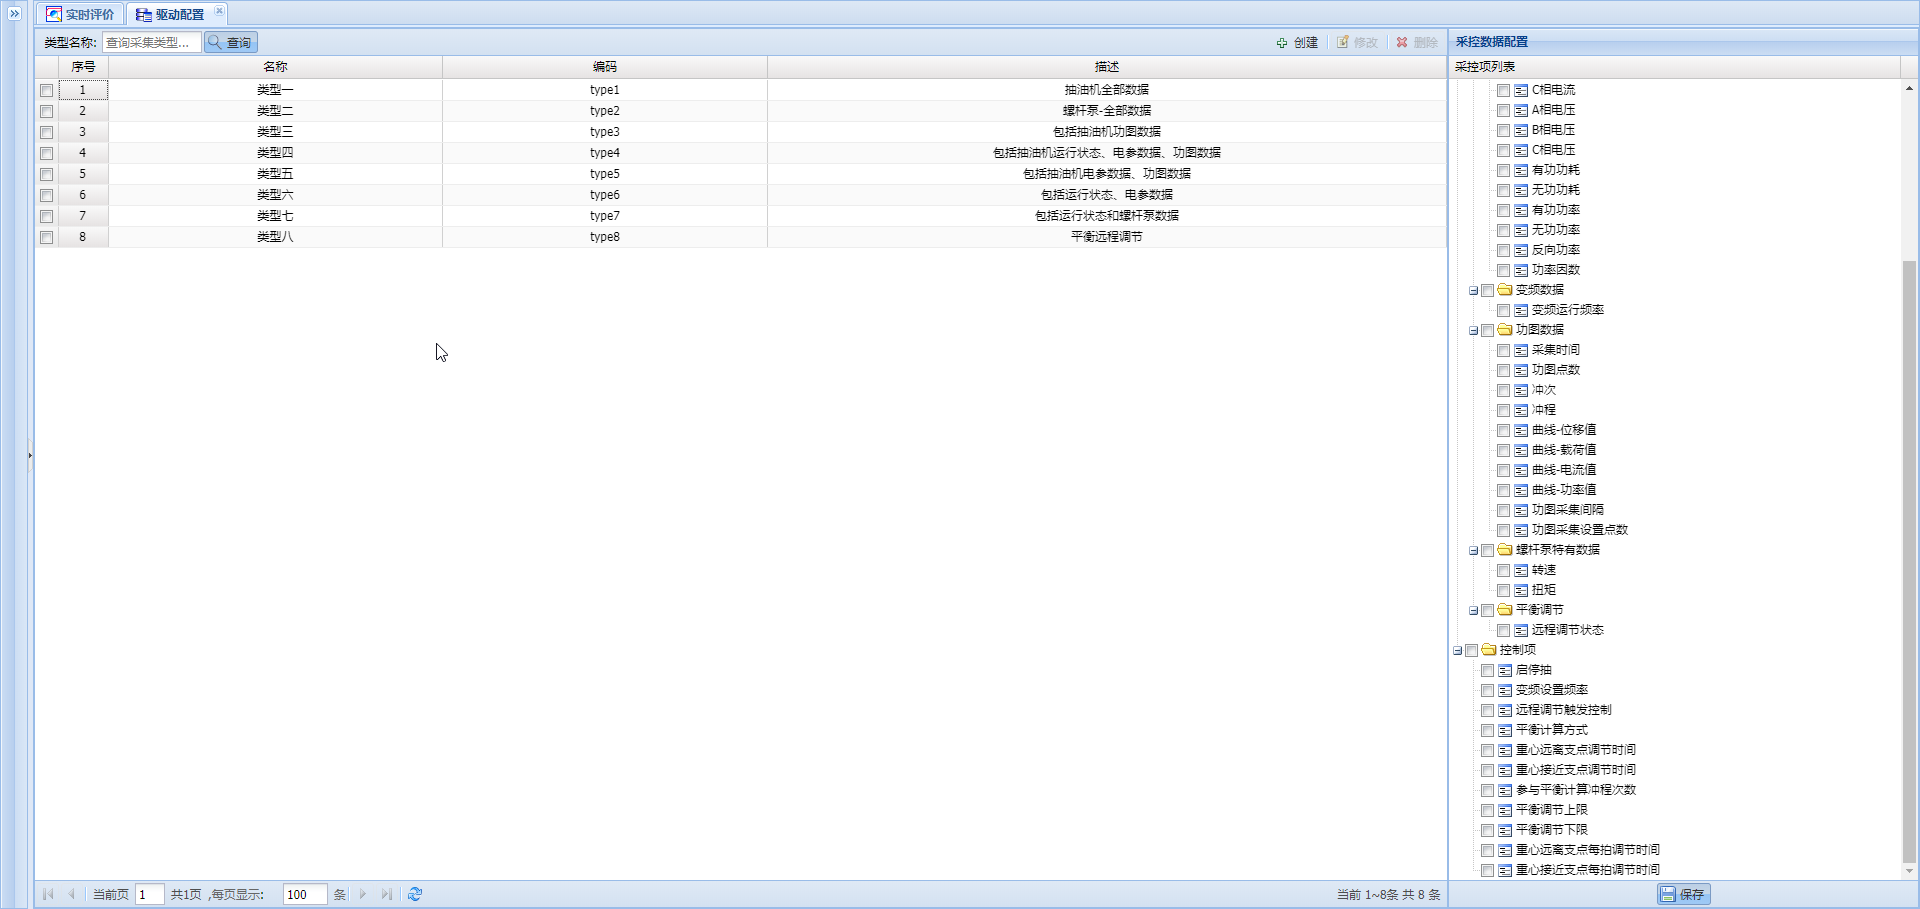 实时评价
驱动配置
类型名称: 查询采集类型... 查询 创建 修改 删除
序号 名称 编码 描述
1 类型一 type1 抽油机全部数据
2 类型二 type2 螺杆泵-全部数据
3 类型三 type3 包括抽油机功图数据
4 类型四 type4 包括抽油机运行状态、电参数据、功图数据
5 类型五 type5 包括抽油机电参数据、功图数据
6 类型六 type6 包括运行状态、电参数据
7 类型七 type7 包括运行状态和螺杆泵数据
8 类型八 type8 平衡远程调节
当前页 1 共1页 ,每页显示: 100 条
当前 1~8条 共 8 条
采控数据配置
采控项列表
C相电流
A相电压
B相电压
C相电压
有功功耗
无功功耗
有功功率
无功功率
反向功率
功率因数
变频数据
变频运行频率
功图数据
采集时间
功图点数
冲次
冲程
曲线-位移值
曲线-载荷值
曲线-电流值
曲线-功率值
功图采集间隔
功图采集设置点数
螺杆泵特有数据
转速
扭矩
平衡调节
远程调节状态
控制项
启停抽
变频设置频率
远程调节触发控制
平衡计算方式
重心远离支点调节时间
重心接近支点调节时间
参与平衡计算冲程次数
平衡调节上限
平衡调节下限
重心远离支点每拍调节时间
重心接近支点每拍调节时间
保存